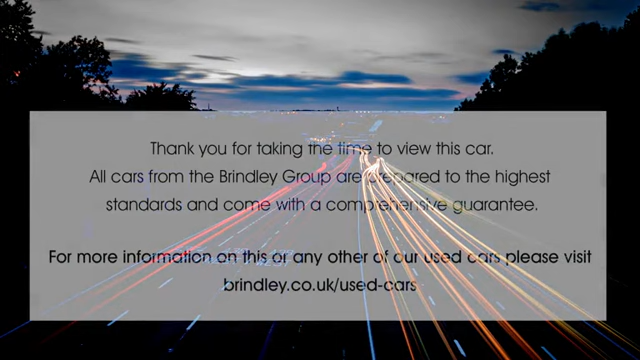 Thank you for taking the time to view this car.
All cars from the Brindley Group are prepared to the highest
standards and come with a comprehensive guarantee.
For more information on this or any other of our used cars please visit
brindley.co.uk/used-cars